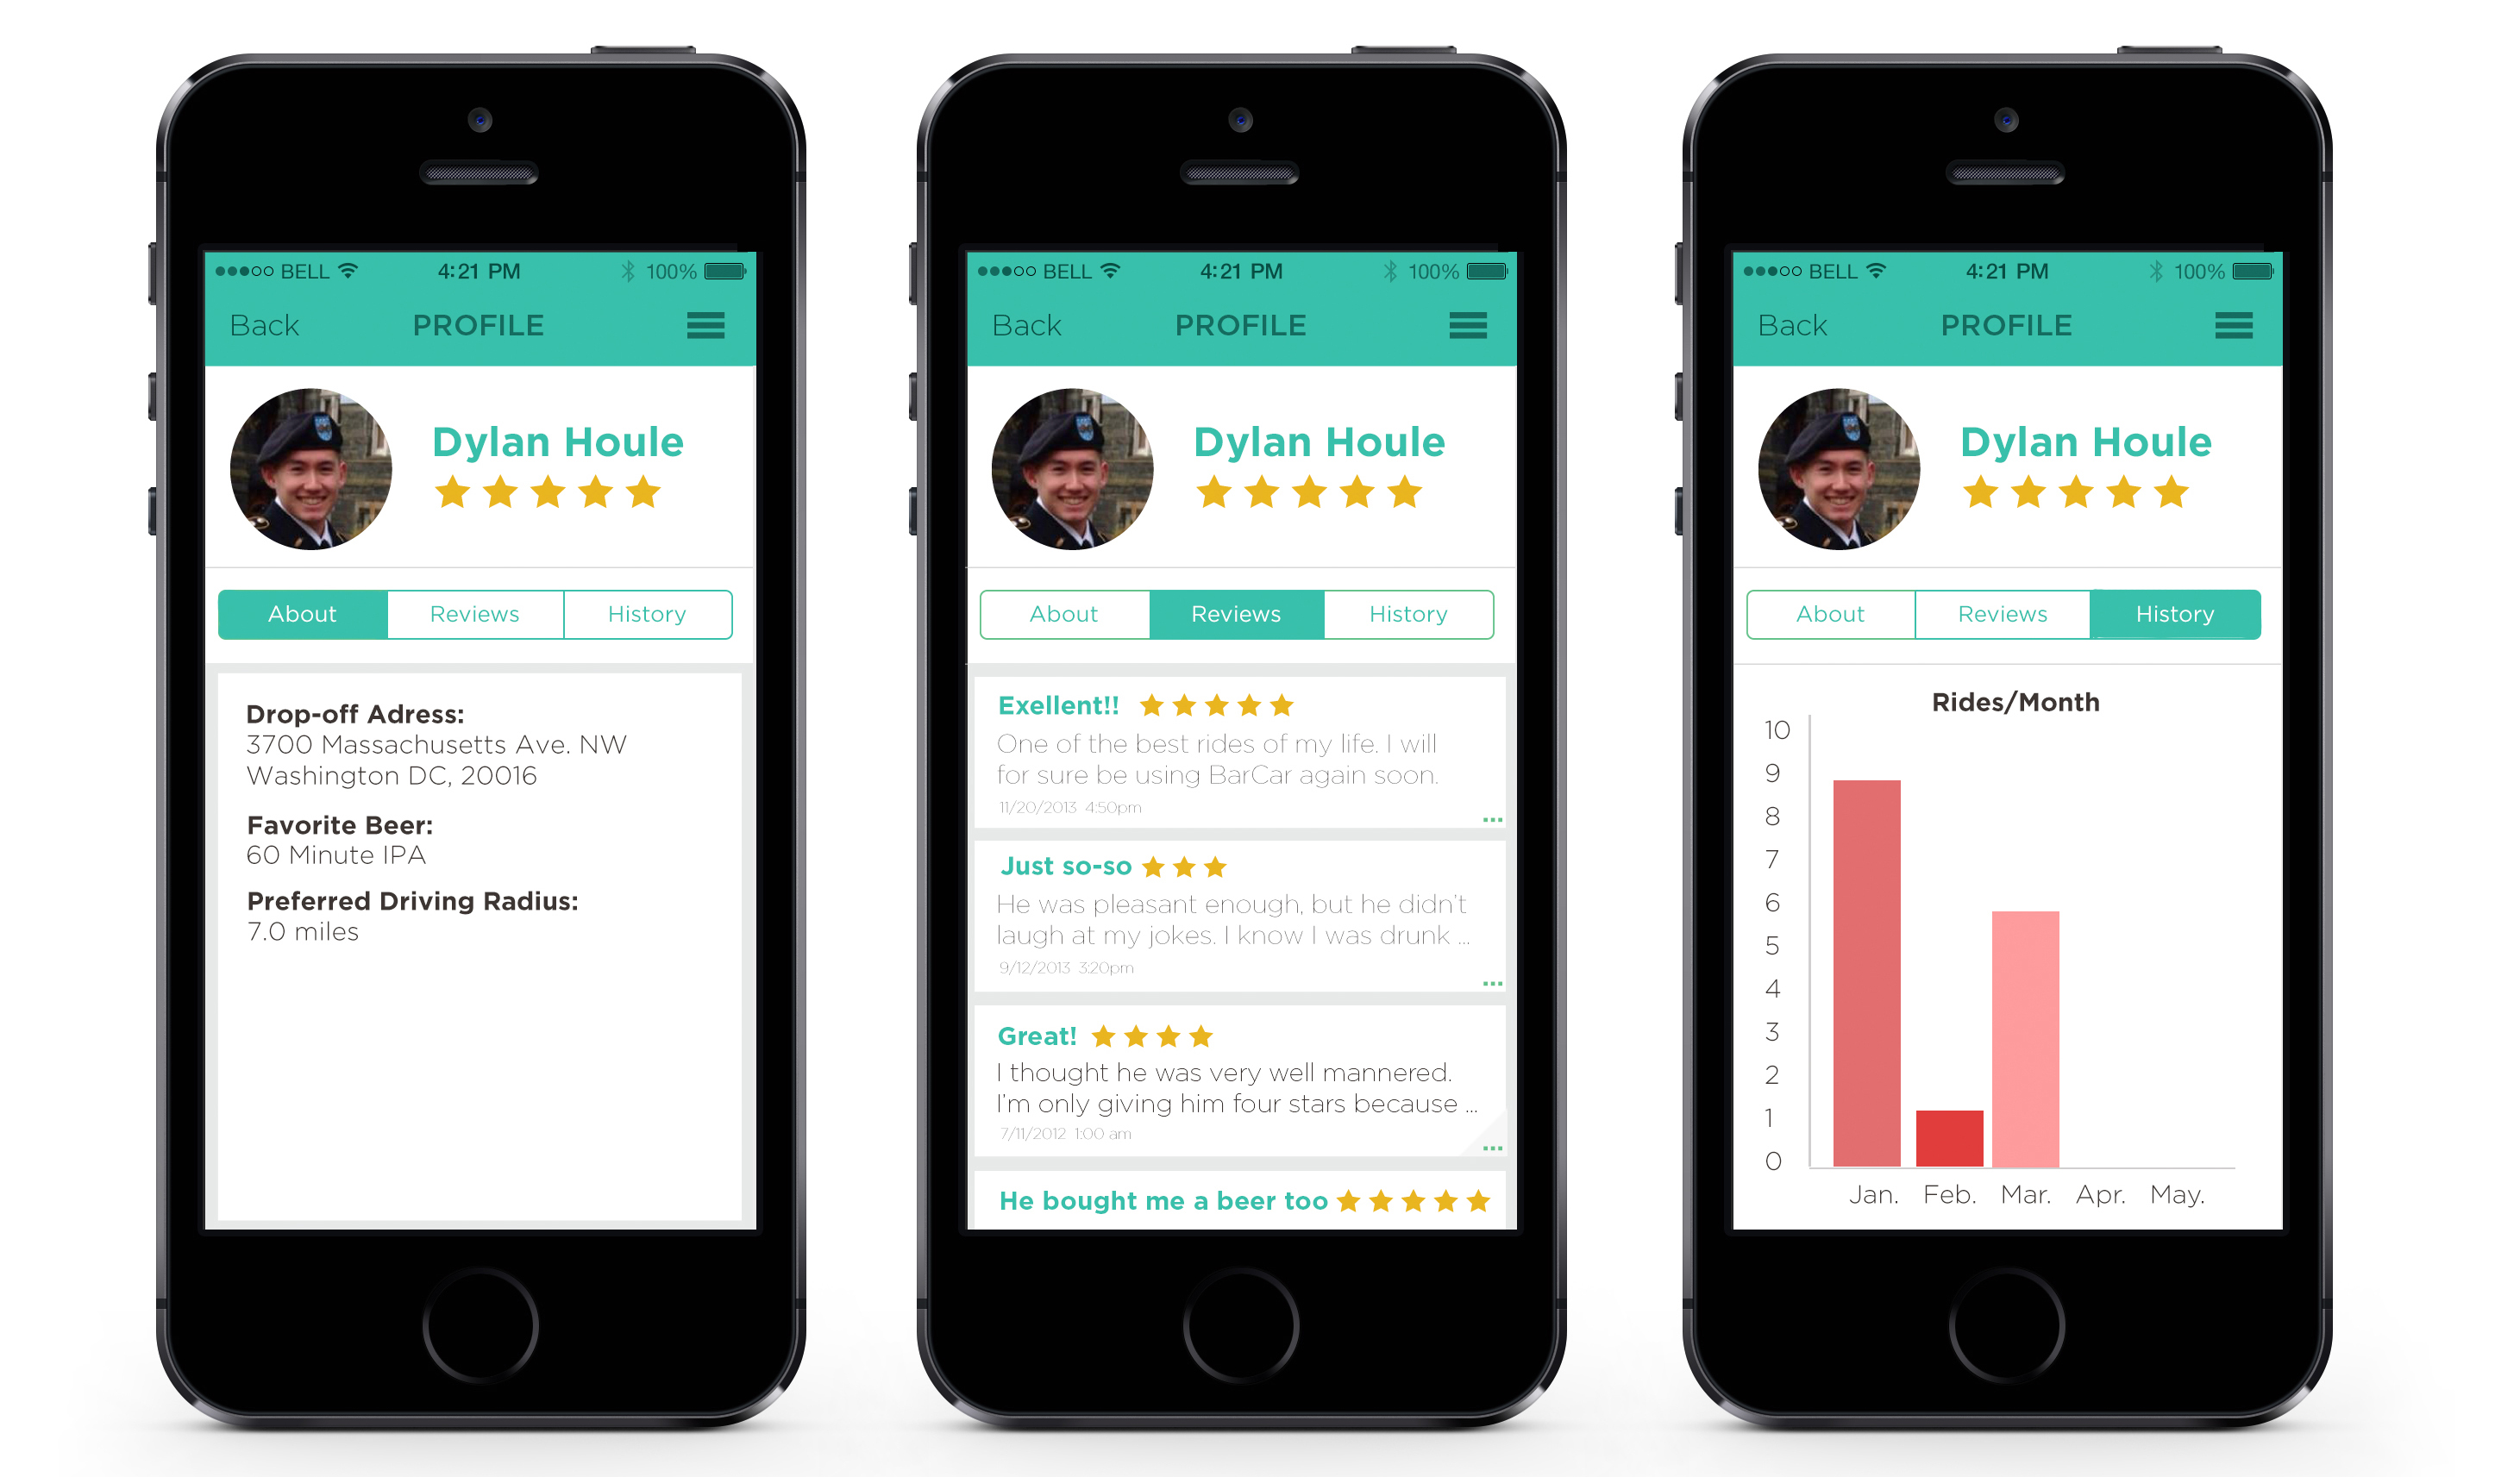 BELL 4:21 PM 100%
Back PROFILE
Dylan Houle
About Reviews History
Drop-off Adress:
3700 Massachusetts Ave. NW
Washington DC, 20016
Favorite Beer:
60 Minute IPA
Preferred Driving Radius:
7.0 miles
BELL 4:21 PM 100%
Back PROFILE
Dylan Houle
About Reviews History
Exellent!!
One of the best rides of my life. I will
for sure be using BarCar again soon.
11/20/2013 4:50pm
...
Just so-so
He was pleasant enough, but he didn't
laugh at my jokes. I know I was drunk ...
9/12/2013 3:20pm
...
Great!
I thought he was very well mannered.
I'm only giving him four stars because ...
7/11/2012 1:00 am
...
He bought me a beer too
BELL 4:21 PM 100%
Back PROFILE
Dylan Houle
About Reviews History
Rides/Month
10
9
8
7
6
5
4
3
2
1
0
Jan. Feb. Mar. Apr. May.